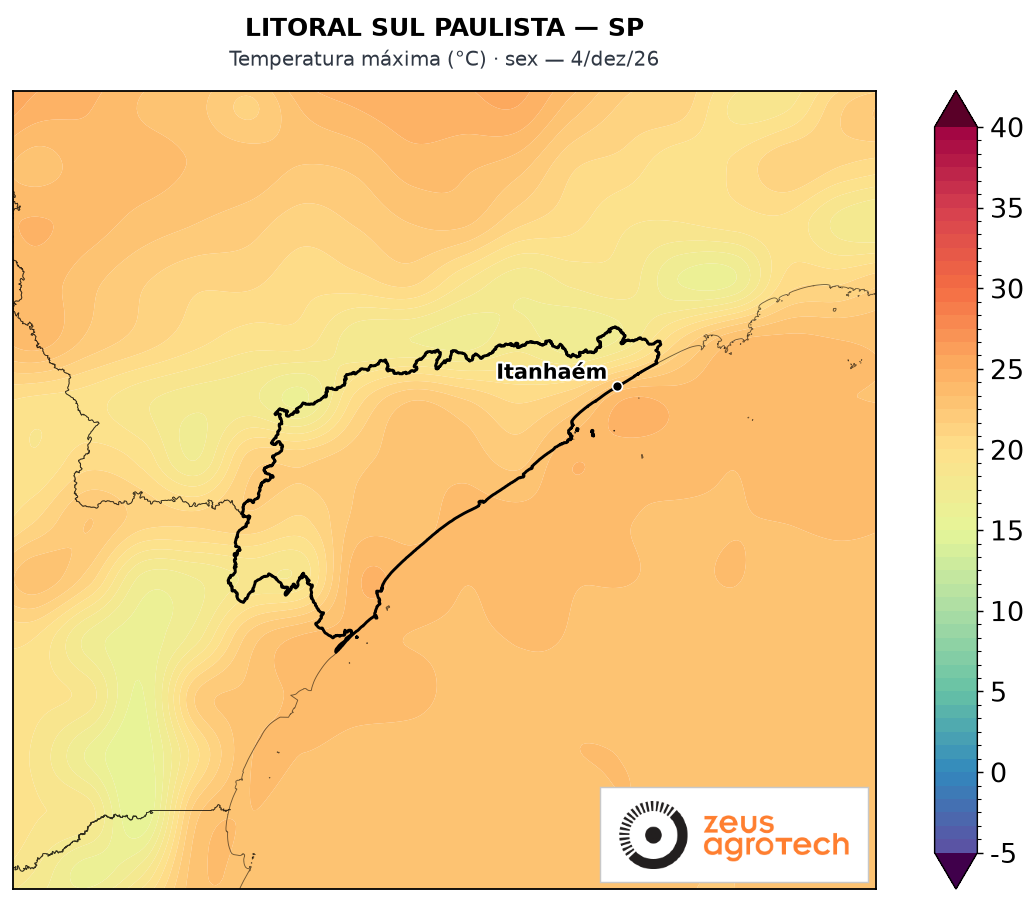 LITORAL SUL PAULISTA — SP
Temperatura máxima (°C) · sex — 4/dez/26
Itanhaém
40
35
30
25
20
15
10
5
0
-5
zeus
agrotech